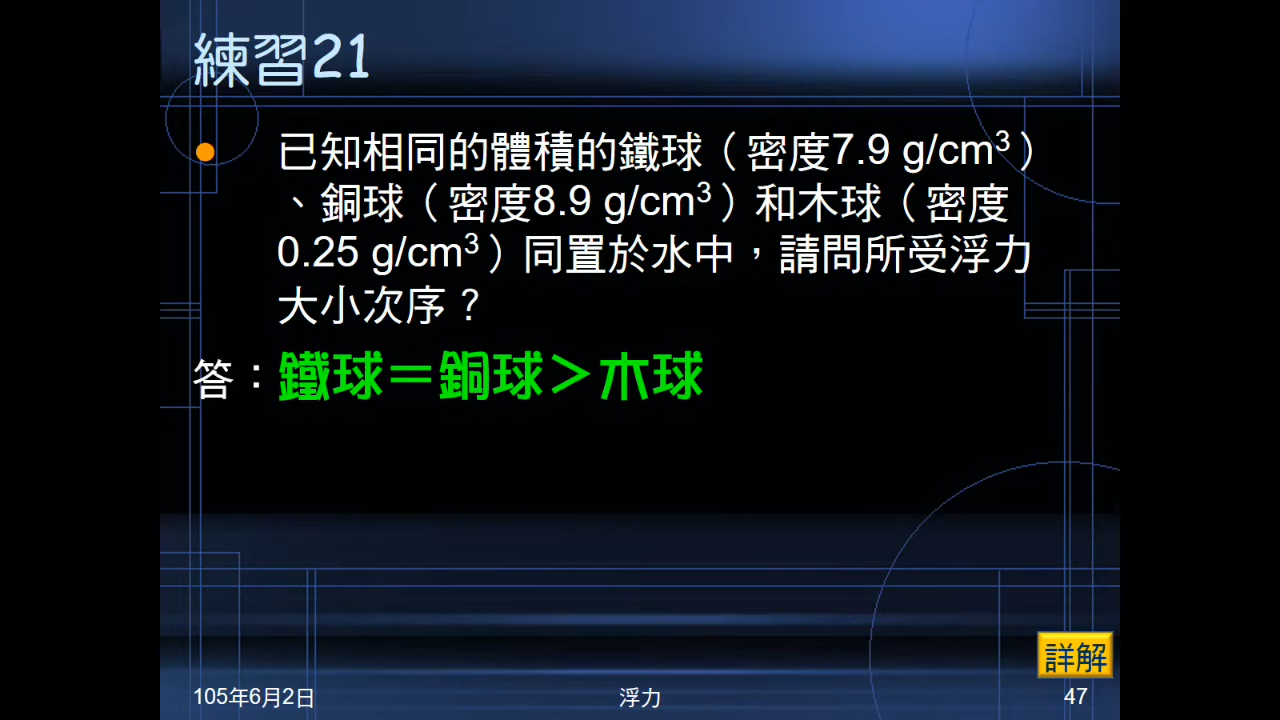 練習21
已知相同的體積的鐵球（密度7.9 g/cm³）
、銅球（密度8.9 g/cm³）和木球（密度
0.25 g/cm³）同置於水中，請問所受浮力
大小次序？
答：鐵球＝銅球＞木球
詳解
105年6月2日
浮力
47